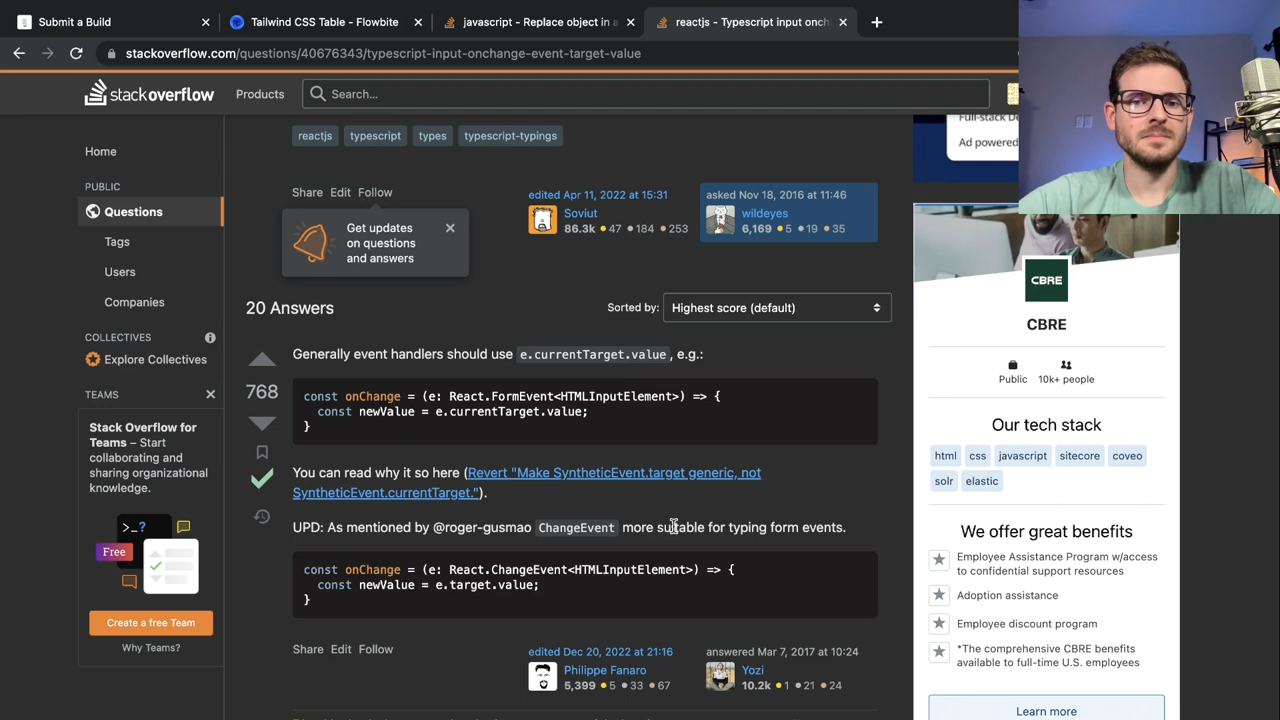 Submit a Build
Tailwind CSS Table - Flowbite
javascript - Replace object in a
reactjs - Typescript input onch
stackoverflow.com/questions/40676343/typescript-input-onchange-event-target-value
stackoverflow
Products
Search...
Home
PUBLIC
Questions
Tags
Users
Companies
COLLECTIVES
Explore Collectives
TEAMS
Stack Overflow for
Teams – Start
collaborating and
sharing organizational
knowledge.
Free
Create a free Team
Why Teams?
reactjs
typescript
types
typescript-typings
Share Edit Follow
Get updates
on questions
and answers
edited Apr 11, 2022 at 15:31
Soviut
86.3k 47 184 253
asked Nov 18, 2016 at 11:46
wildeyes
6,169 5 19 35
20 Answers
Sorted by:
Highest score (default)
768
Generally event handlers should use e.currentTarget.value, e.g.:
const onChange = (e: React.FormEvent<HTMLInputElement>) => {
const newValue = e.currentTarget.value;
}
You can read why it so here (Revert "Make SyntheticEvent.target generic, not
SyntheticEvent.currentTarget.").
UPD: As mentioned by @roger-gusmao ChangeEvent more suitable for typing form events.
const onChange = (e: React.ChangeEvent<HTMLInputElement>) => {
const newValue = e.target.value;
}
Share Edit Follow
edited Dec 20, 2022 at 21:16
Philippe Fanaro
5,399 5 33 67
answered Mar 7, 2017 at 10:24
Yozi
10.2k 1 21 24
Ad powered
CBRE
CBRE
Public
10k+ people
Our tech stack
html
css
javascript
sitecore
coveo
solr
elastic
We offer great benefits
Employee Assistance Program w/access
to confidential support resources
Adoption assistance
Employee discount program
*The comprehensive CBRE benefits
available to full-time U.S. employees
Learn more